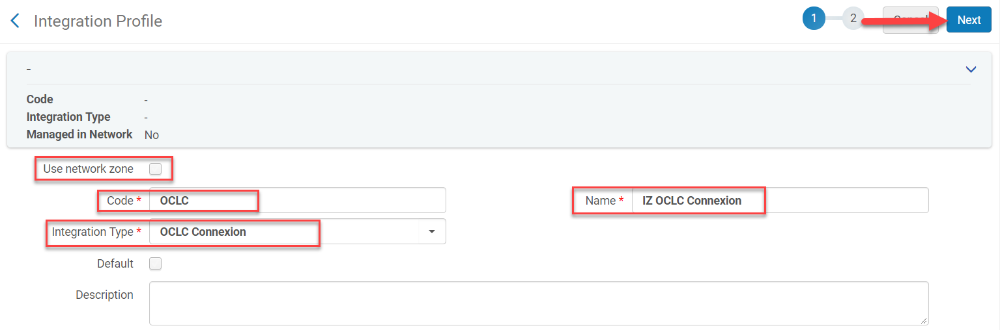 Integration Profile 1 2 Cancel Next
-
Code -
Integration Type -
Managed in Network No
Use network zone
Code * OCLC Name * IZ OCLC Connexion
Integration Type * OCLC Connexion
Default
Description